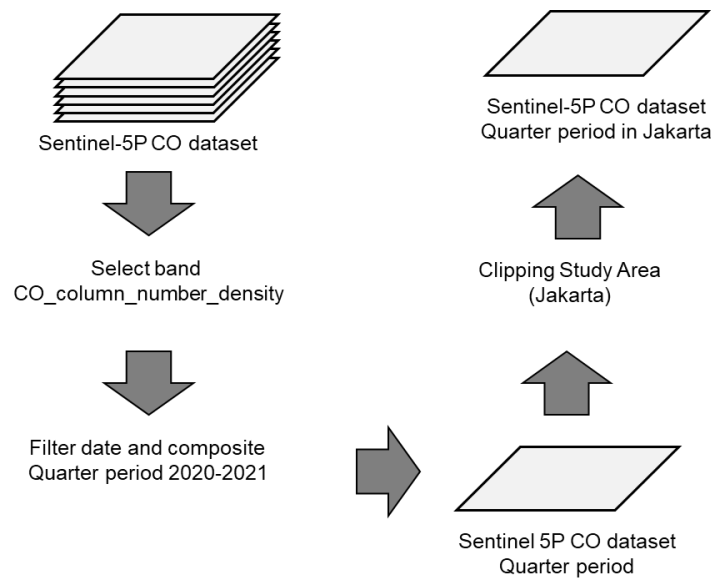 Sentinel-5P CO dataset
Select band
CO_column_number_density
Filter date and composite
Quarter period 2020-2021
Sentinel 5P CO dataset
Quarter period
Clipping Study Area
(Jakarta)
Sentinel-5P CO dataset
Quarter period in Jakarta